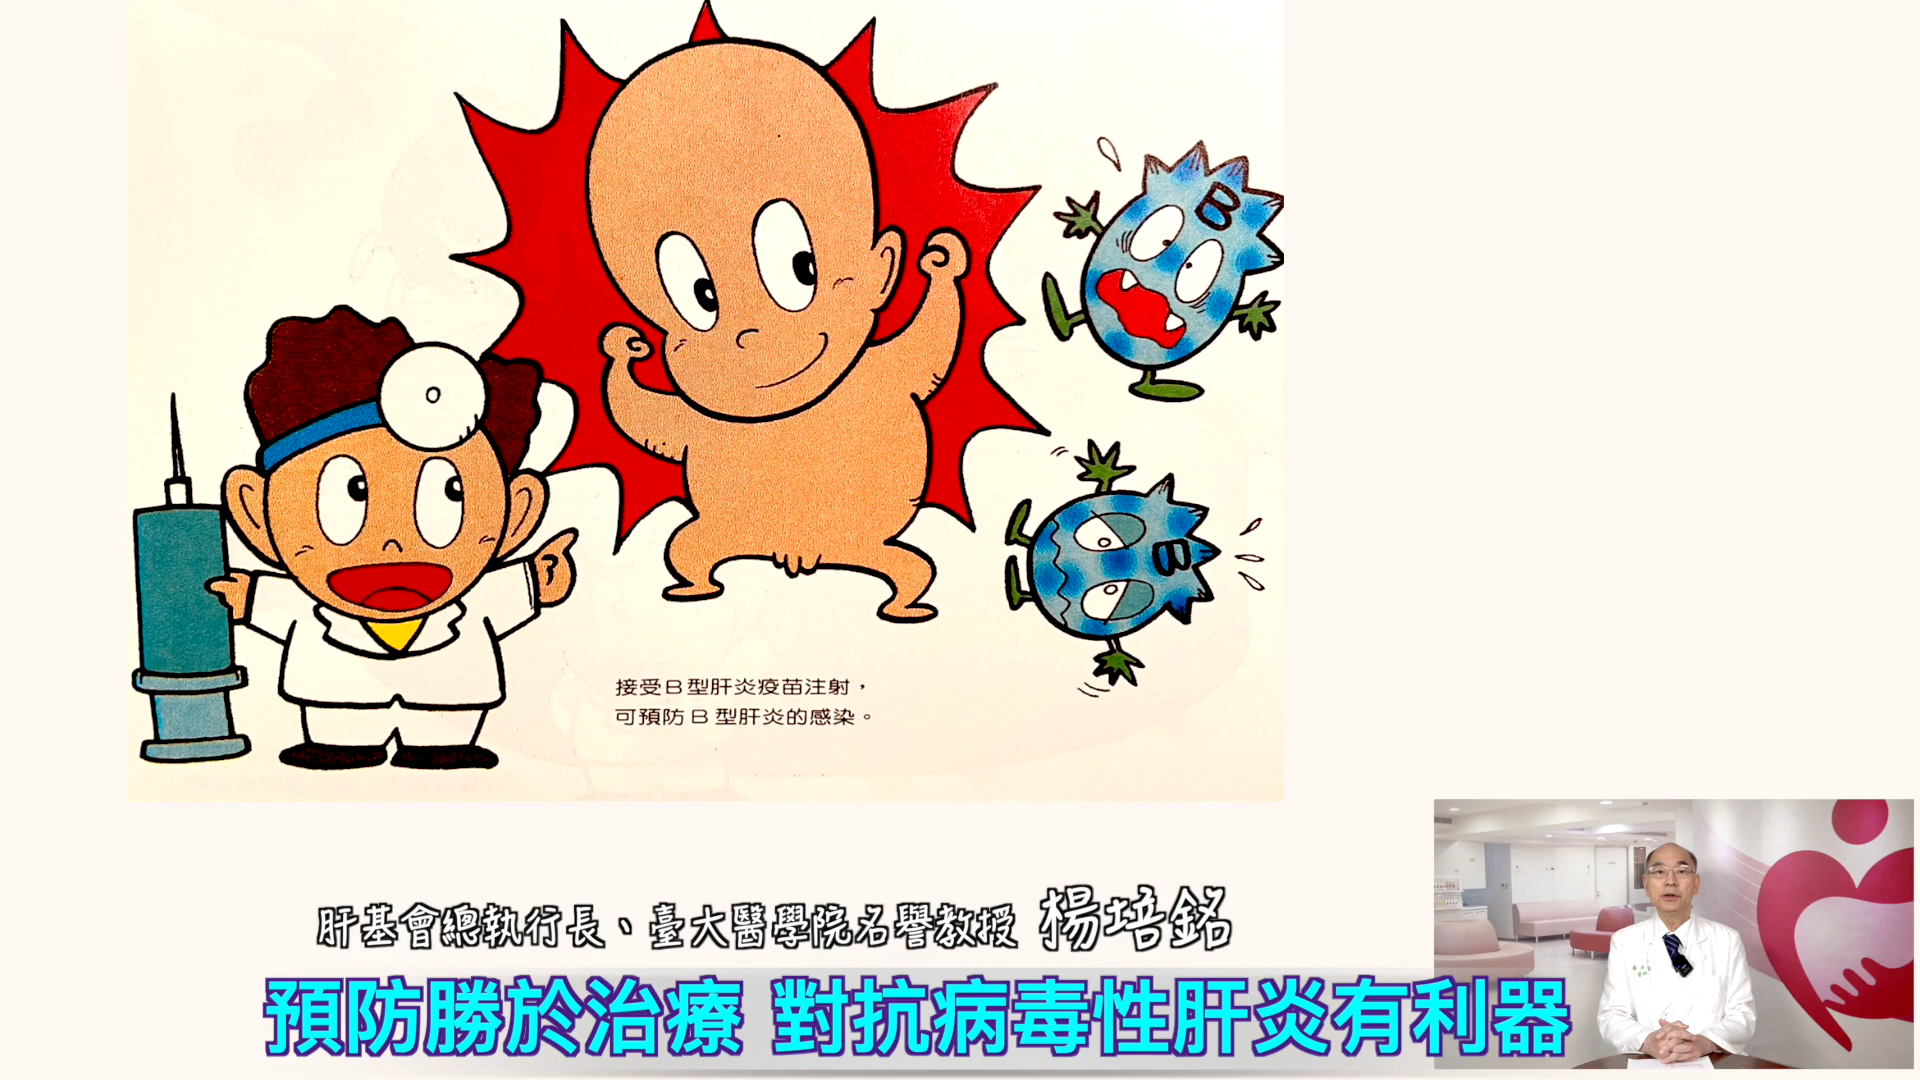 B
B
接受B型肝炎疫苗注射，
可預防B型肝炎的感染。
肝基會總執行長、臺大醫學院名譽教授 楊培銘
預防勝於治療 對抗病毒性肝炎有利器